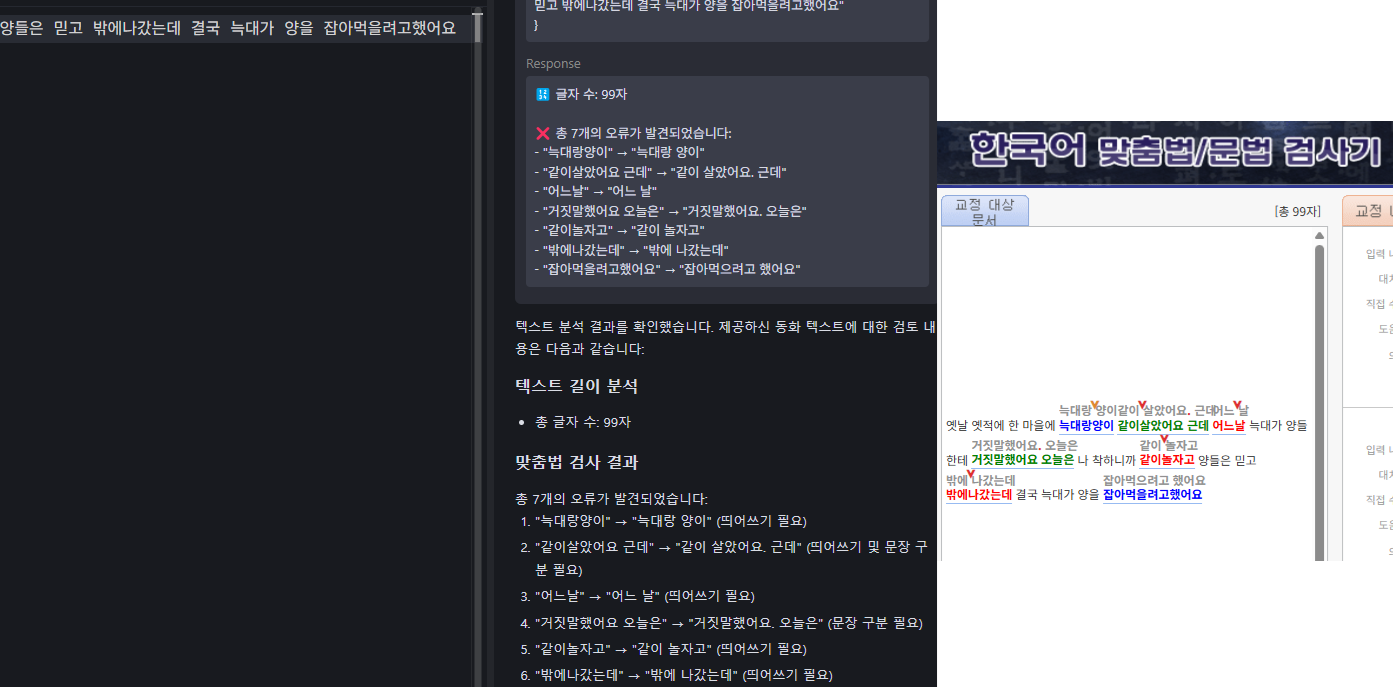 양들은 믿고 밖에나갔는데 결국 늑대가 양을 잡아먹을려고했어요
믿고 밖에나갔는데 결국 늑대가 양을 잡아먹을려고했어요"
}
Response
글자 수: 99자
❌ 총 7개의 오류가 발견되었습니다:
- "늑대랑양이" → "늑대랑 양이"
- "같이살았어요 근데" → "같이 살았어요. 근데"
- "어느날" → "어느 날"
- "거짓말했어요 오늘은" → "거짓말했어요. 오늘은"
- "같이놀자고" → "같이 놀자고"
- "밖에나갔는데" → "밖에 나갔는데"
- "잡아먹을려고했어요" → "잡아먹으려고 했어요"
텍스트 분석 결과를 확인했습니다. 제공하신 동화 텍스트에 대한 검토 내
용은 다음과 같습니다:
텍스트 길이 분석
• 총 글자 수: 99자
맞춤법 검사 결과
총 7개의 오류가 발견되었습니다:
1. "늑대랑양이" → "늑대랑 양이" (띄어쓰기 필요)
2. "같이살았어요 근데" → "같이 살았어요. 근데" (띄어쓰기 및 문장 구
분 필요)
3. "어느날" → "어느 날" (띄어쓰기 필요)
4. "거짓말했어요 오늘은" → "거짓말했어요. 오늘은" (문장 구분 필요)
5. "같이놀자고" → "같이 놀자고" (띄어쓰기 필요)
6. "밖에나갔는데" → "밖에 나갔는데" (띄어쓰기 필요)
한국어 맞춤법/문법 검사기
교정 대상
문서
[총 99자]
교정
늑대랑 양이 같이 살았어요. 근데 어느 날
옛날 옛적에 한 마을에 늑대랑양이 같이살았어요 근데 어느날 늑대가 양들
거짓말했어요. 오늘은 같이 놀자고
한테 거짓말했어요 오늘은 나 착하니까 같이놀자고 양들은 믿고
밖에 나갔는데 잡아먹으려고 했어요
밖에나갔는데 결국 늑대가 양을 잡아먹을려고했어요
입력
직접
입력
직접